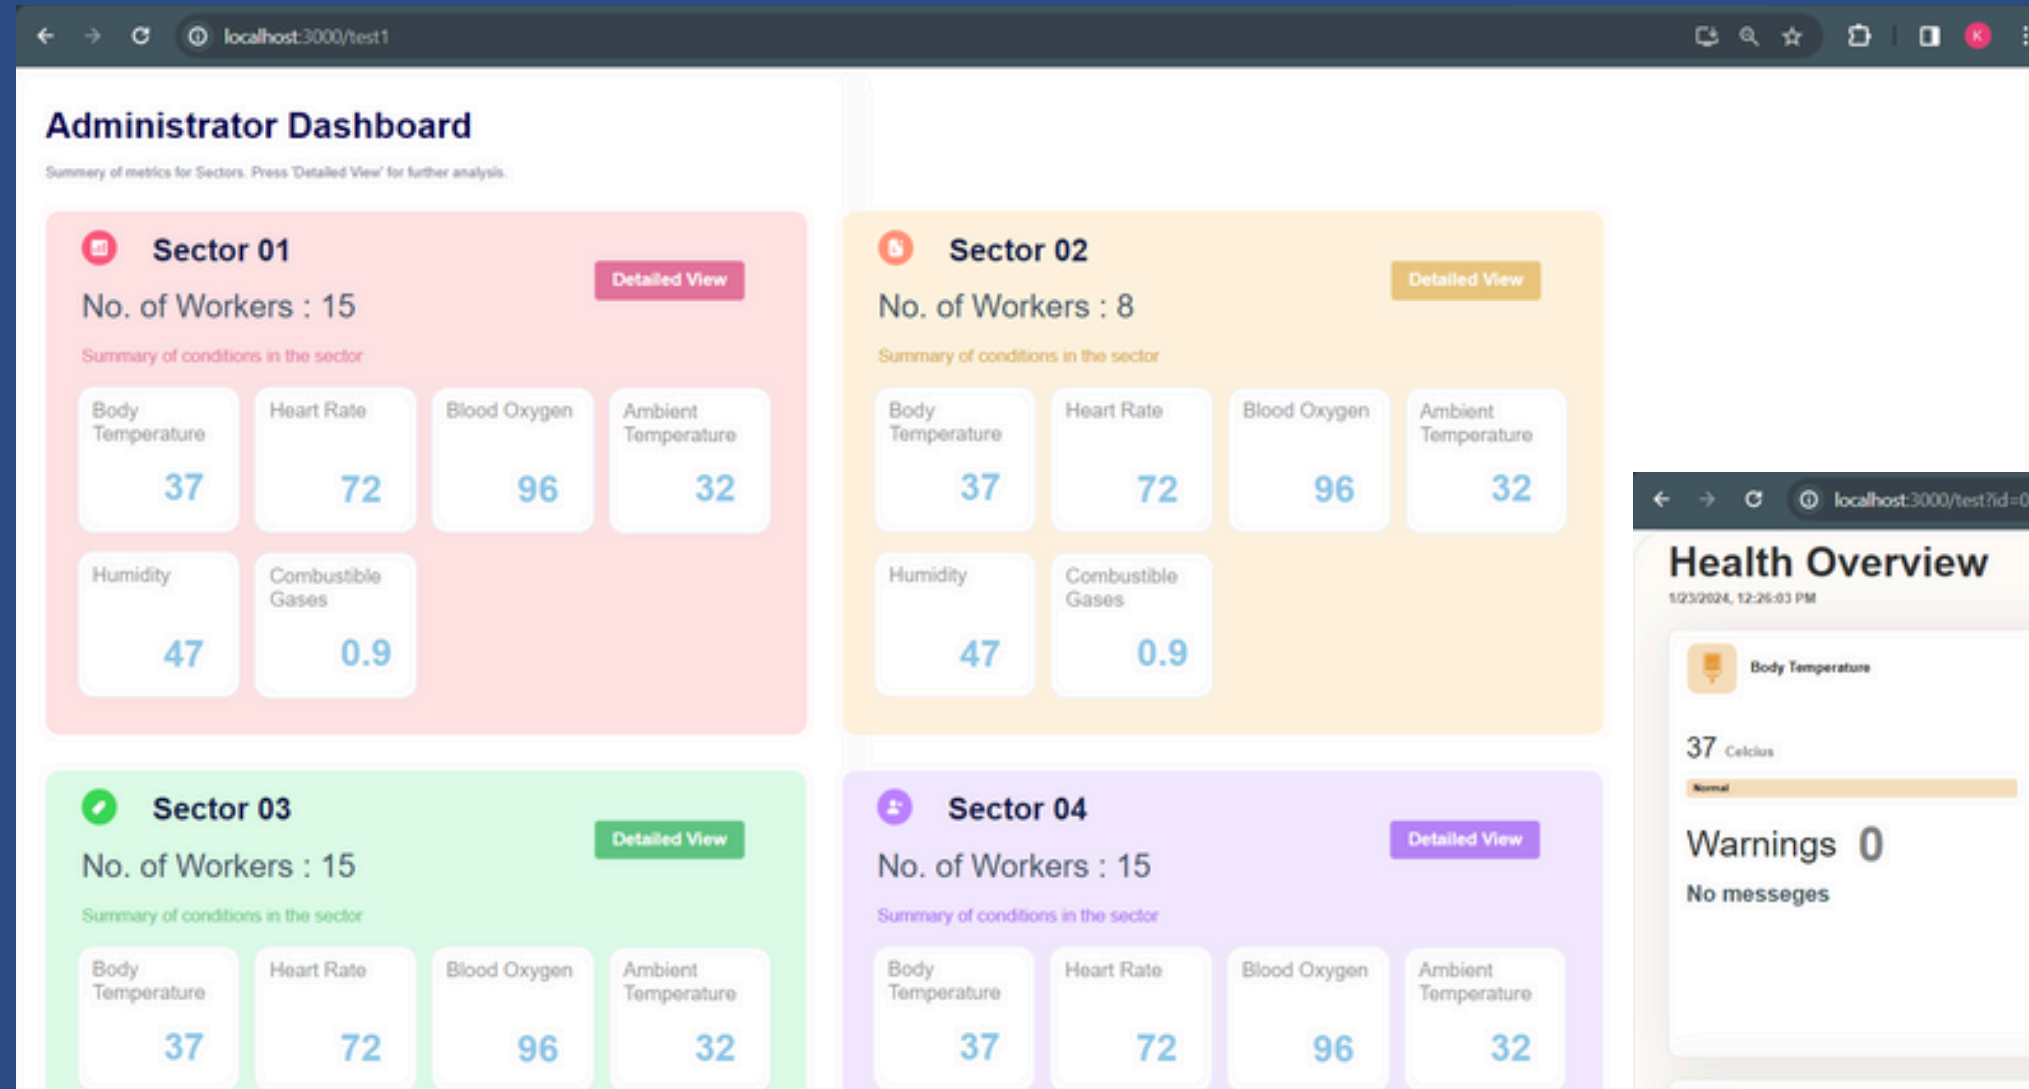 localhost:3000/test1
K
Administrator Dashboard
Summery of metrics for Sectors. Press 'Detailed View' for further analysis.
Sector 01
Detailed View
No. of Workers : 15
Summary of conditions in the sector
Body Temperature
37
Heart Rate
72
Blood Oxygen
96
Ambient Temperature
32
Humidity
47
Combustible Gases
0.9
Sector 02
Detailed View
No. of Workers : 8
Summary of conditions in the sector
Body Temperature
37
Heart Rate
72
Blood Oxygen
96
Ambient Temperature
32
Humidity
47
Combustible Gases
0.9
Sector 03
Detailed View
No. of Workers : 15
Summary of conditions in the sector
Body Temperature
37
Heart Rate
72
Blood Oxygen
96
Ambient Temperature
32
Sector 04
Detailed View
No. of Workers : 15
Summary of conditions in the sector
Body Temperature
37
Heart Rate
72
Blood Oxygen
96
Ambient Temperature
32
localhost:3000/test?id=0
Health Overview
1/23/2024, 12:26:03 PM
Body Temperature
37 Celcius
Normal
Warnings 0
No messeges